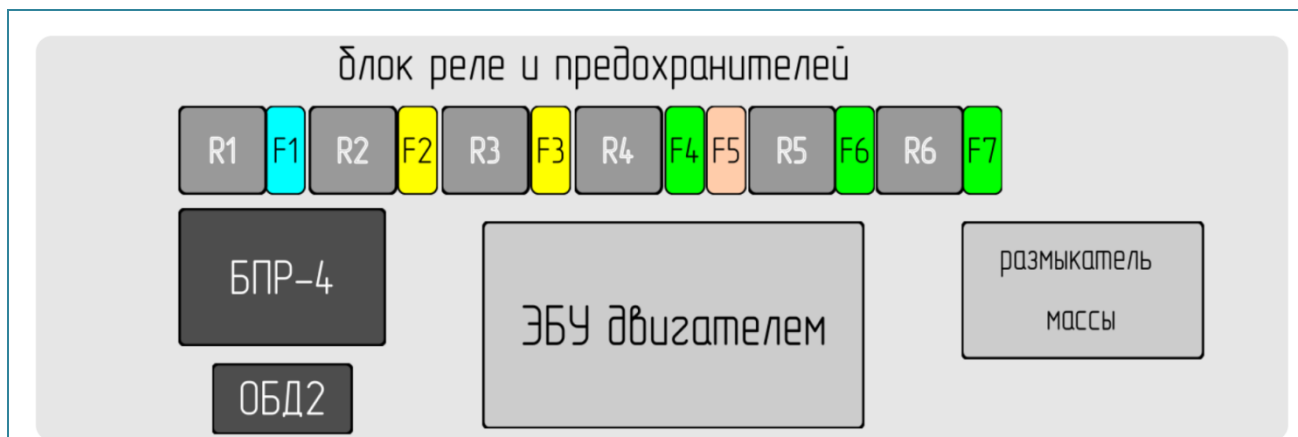 блок реле и предохранителей
R1 F1 R2 F2 R3 F3 R4 F4 F5 R5 F6 R6 F7
БПР-4
ЭБУ двигателем
размыкатель
массы
ОБД2